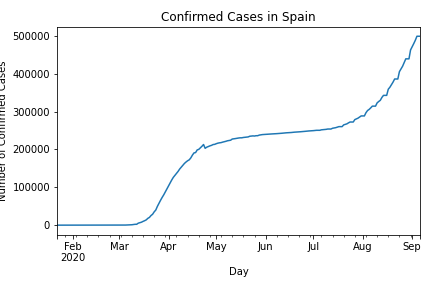 Confirmed Cases in Spain
Number of Confirmed Cases
500000
400000
300000
200000
100000
0
Feb Mar Apr May Jun Jul Aug Sep
2020
Day